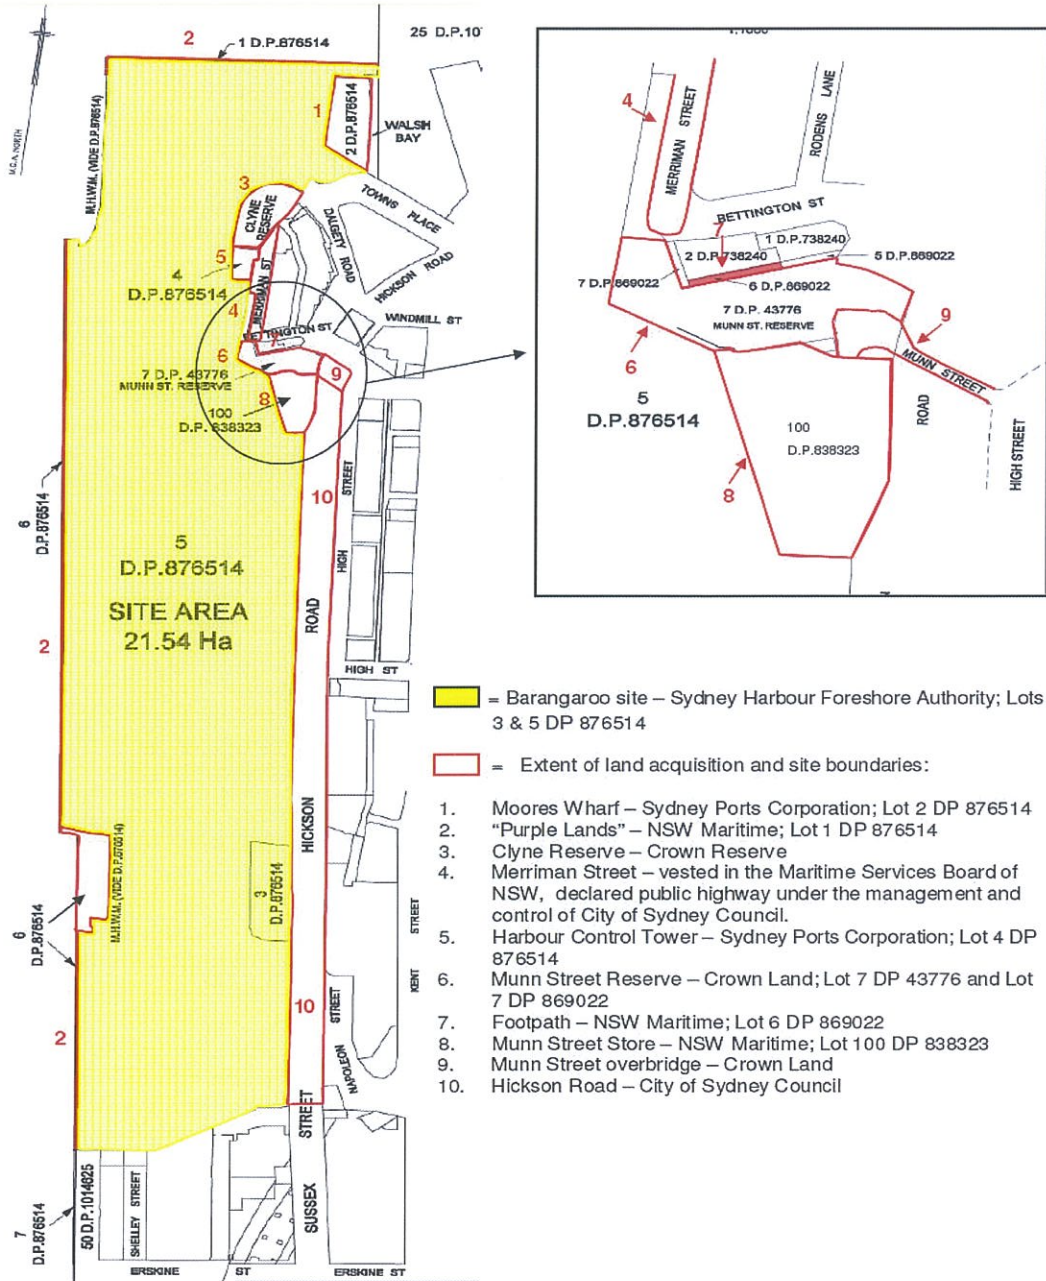 2
1 D.P.876514
25 D.P.10
M.G.A. NORTH
M.H.W.M. (VIDE D.P.876514)
1
2 D.P.876514
WALSH
BAY
3
CLYNE
RESERVE
TOWNS PLACE
DALGETY
ROAD
HICKSON ROAD
5
4
D.P.876514
4
MERRIMAN ST
WINDMILL ST
BETTINGTON ST
7
6
7 D.P. 43776
MUNN ST. RESERVE
9
8
100
D.P. 838323
6
D.P.876514
10
STREET
HIGH
5
D.P.876514
SITE AREA
21.54 Ha
ROAD
2
HIGH ST
HICKSON
M.H.W.M. (VIDE D.P.876514)
3
D.P.876514
6
D.P.876514
STREET
KENT
10
STREET
NAPOLEON
2
STREET
SUSSEX
50 D.P.1014625
SHELLEY STREET
7
D.P.876514
ERSKINE ST
ERSKINE ST
4
MERRIMAN STREET
RODENS LANE
BETTINGTON ST
7
1 D.P.738240
2 D.P.738240
5 D.P.869022
7 D.P.869022
6 D.P.869022
7 D.P. 43776
MUNN ST. RESERVE
9
6
MUNN STREET
5
D.P.876514
ROAD
100
D.P.838323
HIGH STREET
8
= Barangaroo site – Sydney Harbour Foreshore Authority; Lots
3 & 5 DP 876514
= Extent of land acquisition and site boundaries:
1. Moores Wharf – Sydney Ports Corporation; Lot 2 DP 876514
2. “Purple Lands” – NSW Maritime; Lot 1 DP 876514
3. Clyne Reserve – Crown Reserve
4. Merriman Street – vested in the Maritime Services Board of
NSW, declared public highway under the management and
control of City of Sydney Council.
5. Harbour Control Tower – Sydney Ports Corporation; Lot 4 DP
876514
6. Munn Street Reserve – Crown Land; Lot 7 DP 43776 and Lot
7 DP 869022
7. Footpath – NSW Maritime; Lot 6 DP 869022
8. Munn Street Store – NSW Maritime; Lot 100 DP 838323
9. Munn Street overbridge – Crown Land
10. Hickson Road – City of Sydney Council